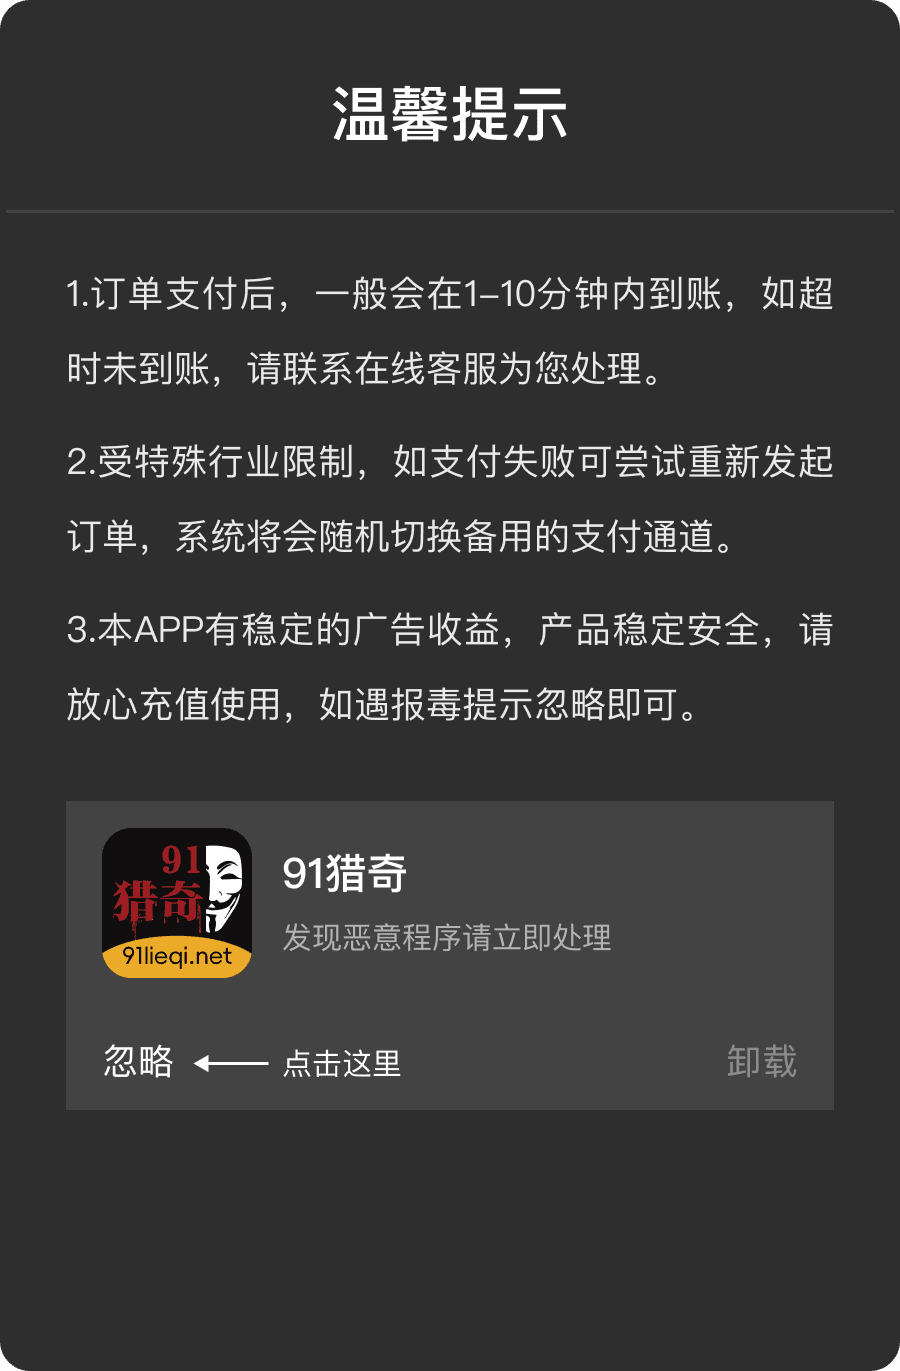 温馨提示
1.订单支付后，一般会在1-10分钟内到账，如超
时未到账，请联系在线客服为您处理。
2.受特殊行业限制，如支付失败可尝试重新发起
订单，系统将会随机切换备用的支付通道。
3.本APP有稳定的广告收益，产品稳定安全，请
放心充值使用，如遇报毒提示忽略即可。
91
猎奇
91lieqi.net
91猎奇
发现恶意程序请立即处理
忽略 点击这里 卸载